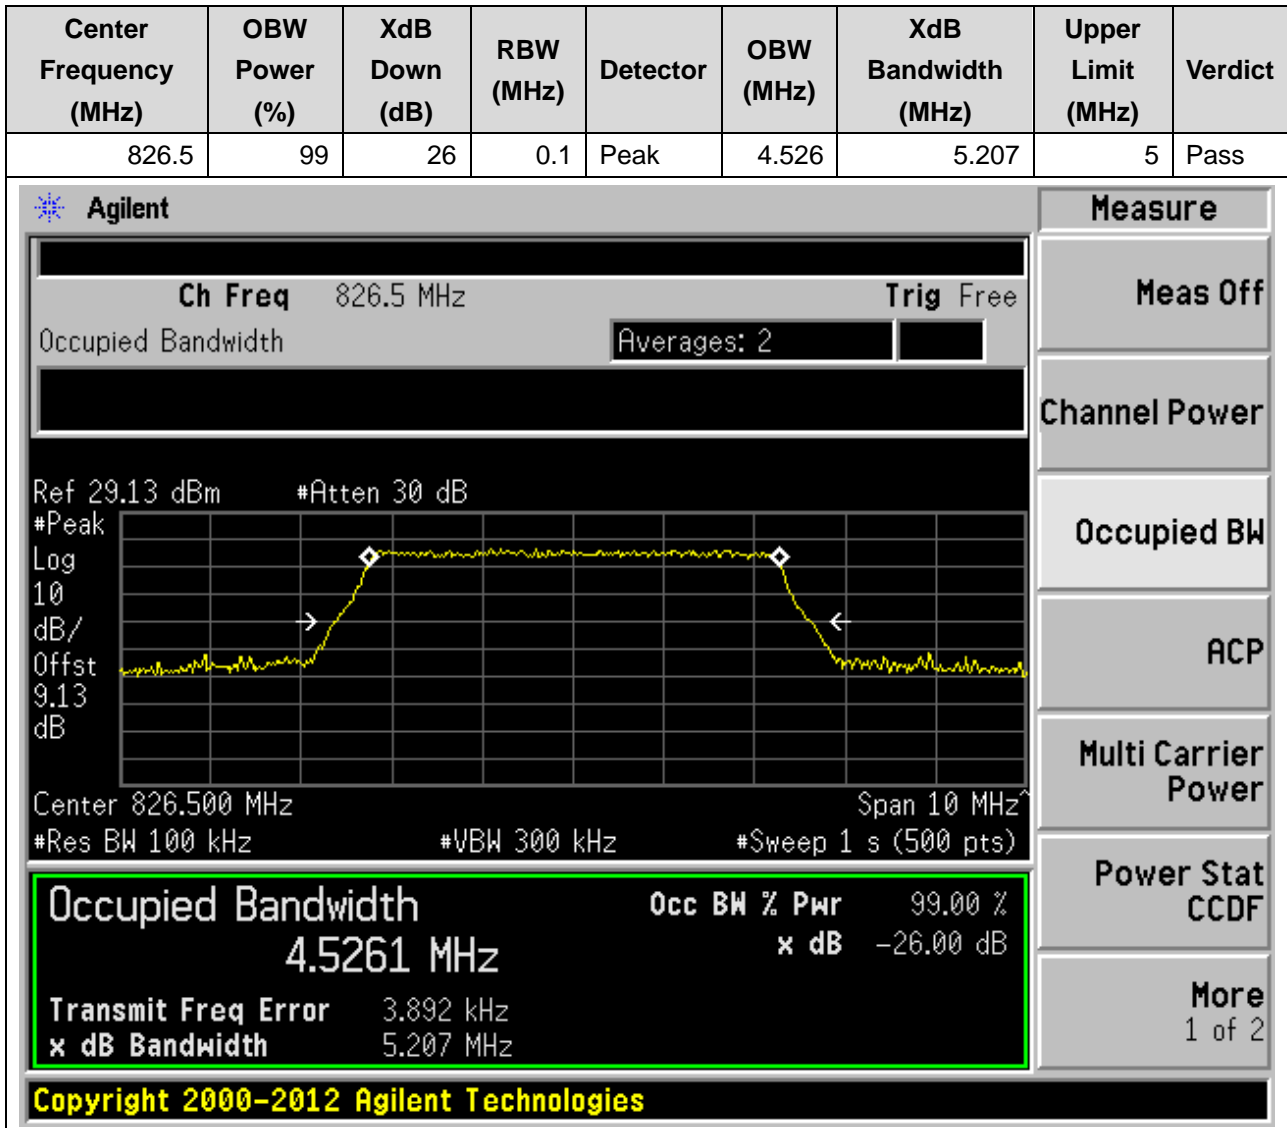 Center Frequency (MHz) OBW Power (%) XdB Down (dB) RBW (MHz) Detector OBW (MHz) XdB Bandwidth (MHz) Upper Limit (MHz) Verdict
826.5 99 26 0.1 Peak 4.526 5.207 5 Pass
Agilent
Measure
Ch Freq 826.5 MHz Trig Free
Meas Off
Occupied Bandwidth Averages: 2
Channel Power
Ref 29.13 dBm #Atten 30 dB
#Peak
Log
10
dB/
Offst
9.13
dB
Occupied BW
ACP
Multi Carrier
Power
Center 826.500 MHz Span 10 MHz^
#Res BW 100 kHz #VBW 300 kHz #Sweep 1 s (500 pts)
Power Stat
CCDF
Occupied Bandwidth Occ BW % Pwr 99.00 %
4.5261 MHz x dB -26.00 dB
Transmit Freq Error 3.892 kHz
x dB Bandwidth 5.207 MHz
More
1 of 2
Copyright 2000-2012 Agilent Technologies